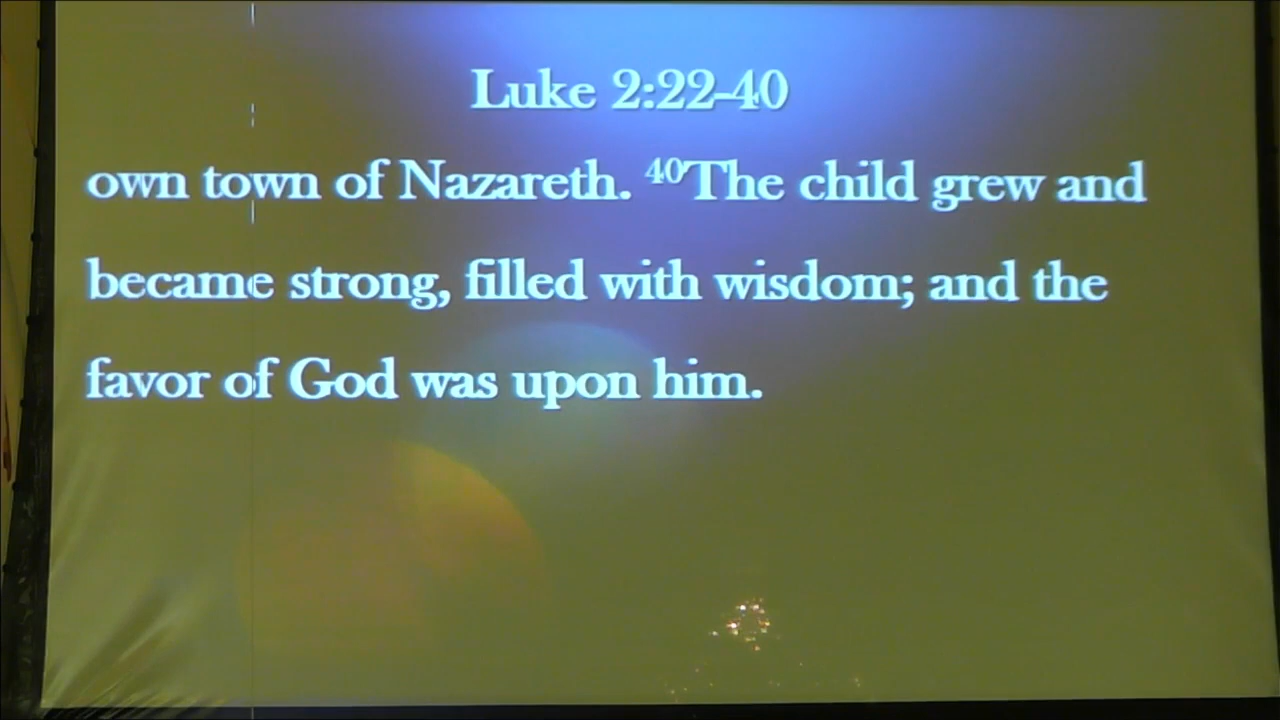 Luke 2:22-40
own town of Nazareth. ⁴⁰The child grew and
became strong, filled with wisdom; and the
favor of God was upon him.